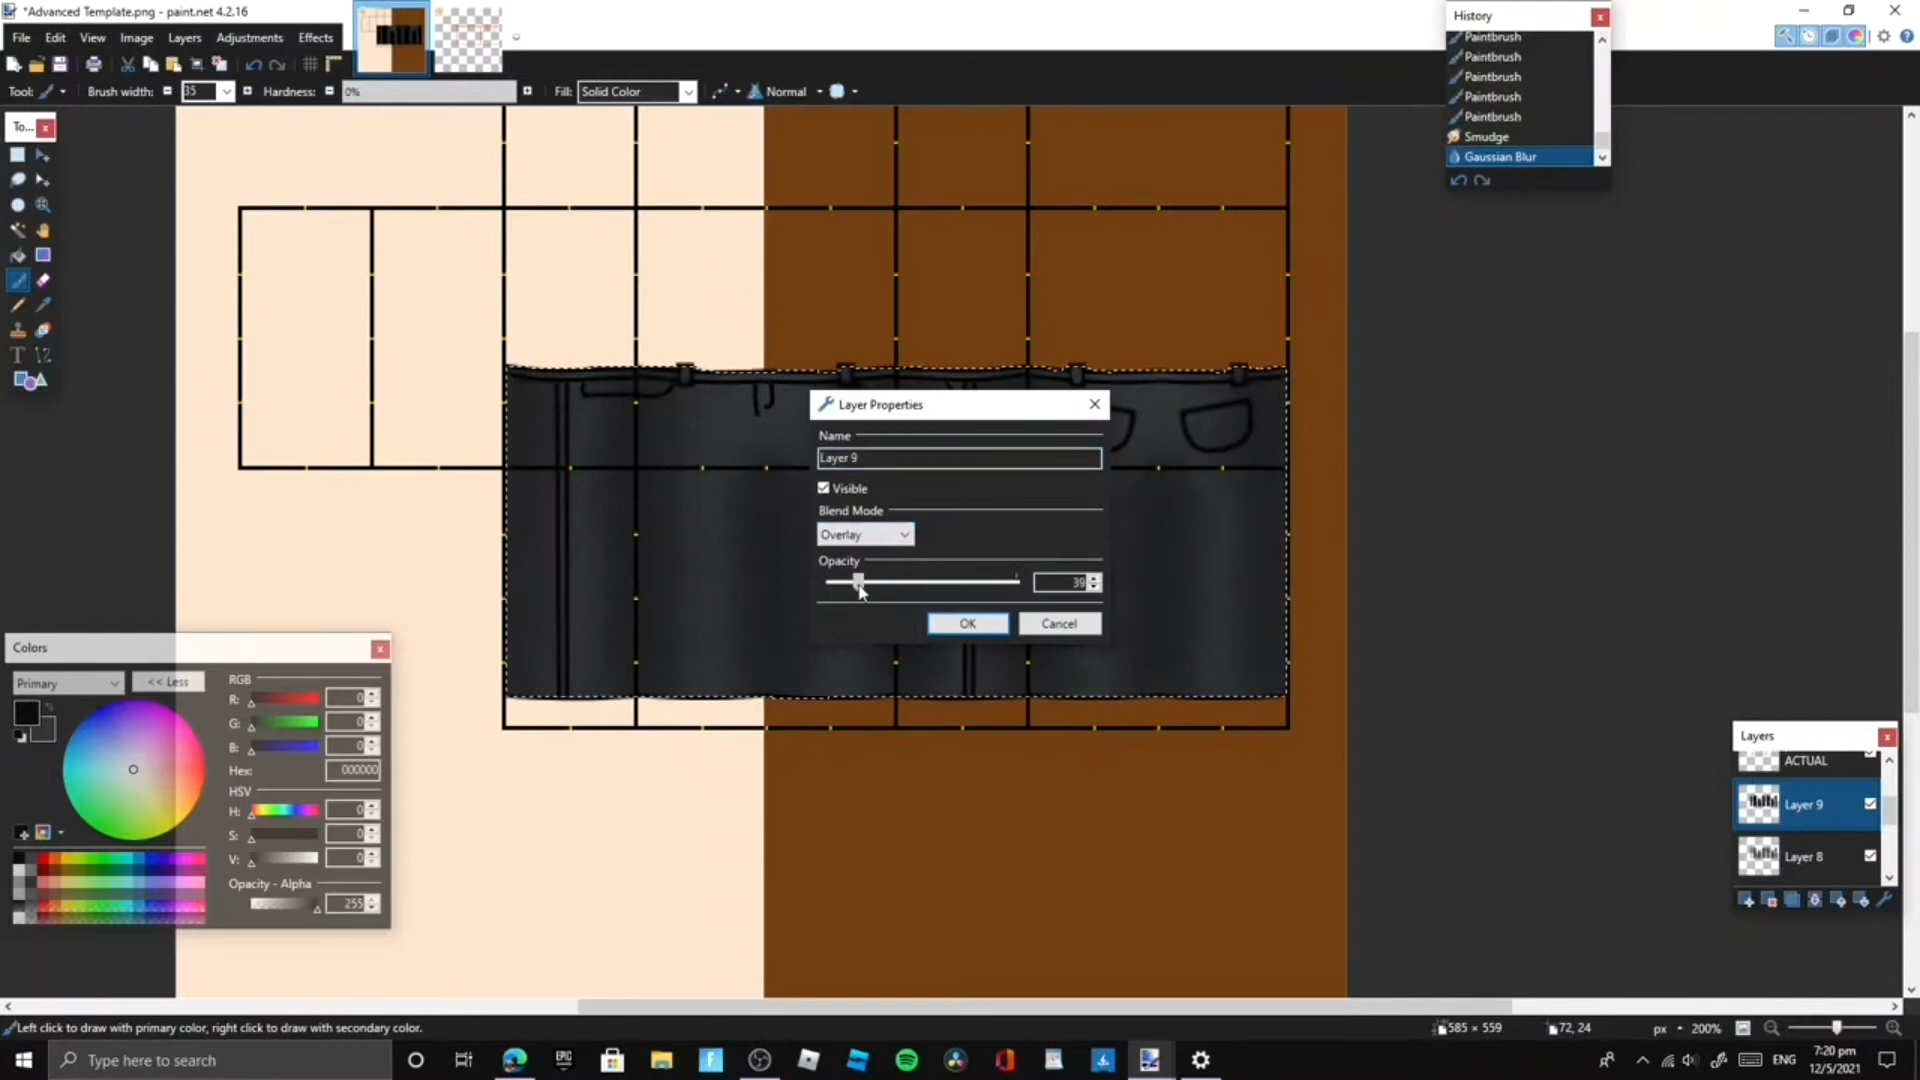 *Advanced Template.png - paint.net 4.2.16
File Edit View Image Layers Adjustments Effects
Tool: Brush width: 35 Hardness: 0% Fill: Solid Color Normal
To...
History
Paintbrush
Paintbrush
Paintbrush
Paintbrush
Paintbrush
Smudge
Gaussian Blur
Layer Properties
Name
Layer 9
Visible
Blend Mode
Overlay
Opacity
39
OK Cancel
Colors
Primary << Less
RGB
R: 0
G: 0
B: 0
Hex: 000000
HSV
H: 0
S: 0
V: 0
Opacity - Alpha
255
Layers
ACTUAL
Layer 9
Layer 8
Left click to draw with primary color, right click to draw with secondary color.
585 × 559 72, 24 px 200%
Type here to search
EPIC
ENG
7:20 pm
12/5/2021